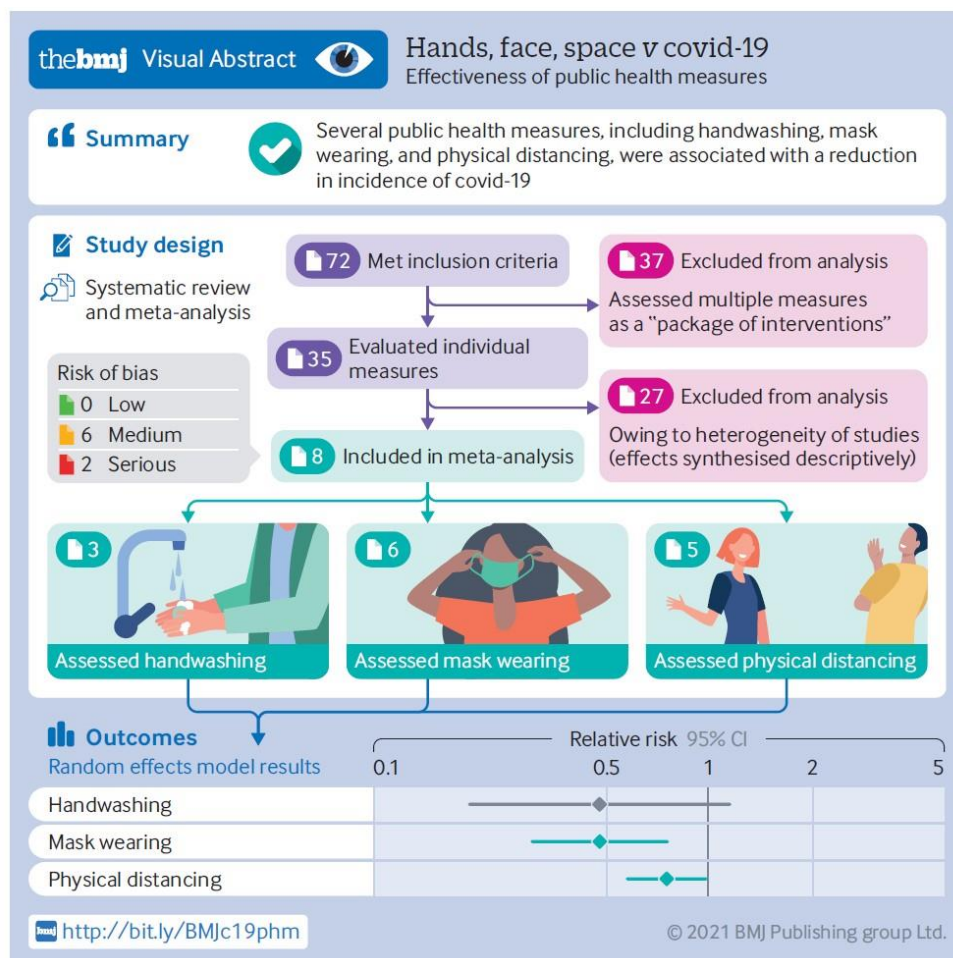 thebmj Visual Abstract
Hands, face, space v covid-19
Effectiveness of public health measures
Summary
Several public health measures, including handwashing, mask
wearing, and physical distancing, were associated with a reduction
in incidence of covid-19
Study design
Systematic review
and meta-analysis
72 Met inclusion criteria
37 Excluded from analysis
Assessed multiple measures
as a “package of interventions”
35 Evaluated individual
measures
27 Excluded from analysis
Owing to heterogeneity of studies
(effects synthesised descriptively)
Risk of bias
0 Low
6 Medium
2 Serious
8 Included in meta-analysis
3
Assessed handwashing
6
Assessed mask wearing
5
Assessed physical distancing
Outcomes
Random effects model results
Relative risk 95% CI
0.1 0.5 1 2 5
Handwashing
Mask wearing
Physical distancing
bmj http://bit.ly/BMJc19phm
© 2021 BMJ Publishing group Ltd.